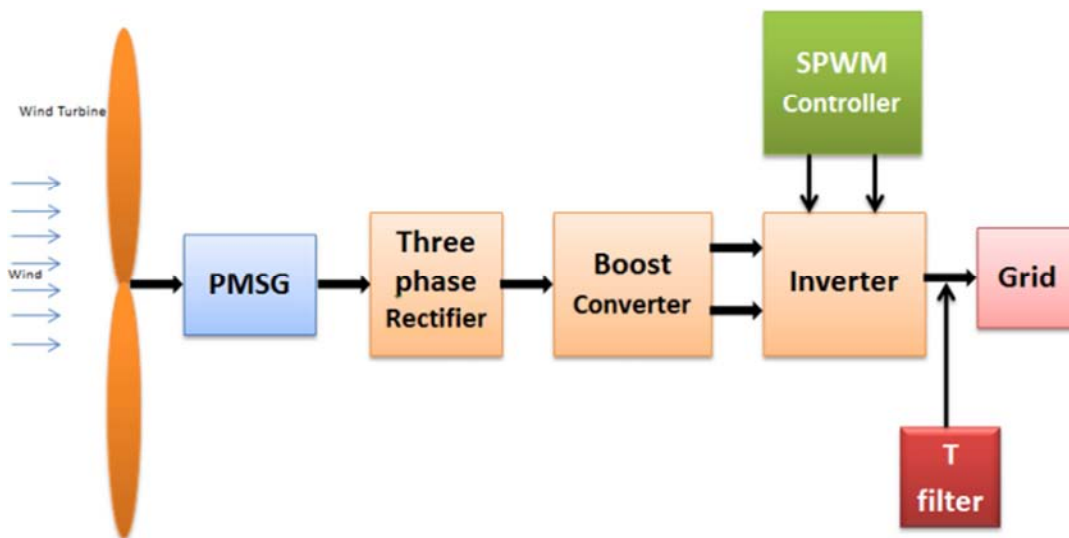 Wind Turbine
Wind
PMSG
Three
phase
Rectifier
Boost
Converter
SPWM
Controller
Inverter
Grid
T
filter